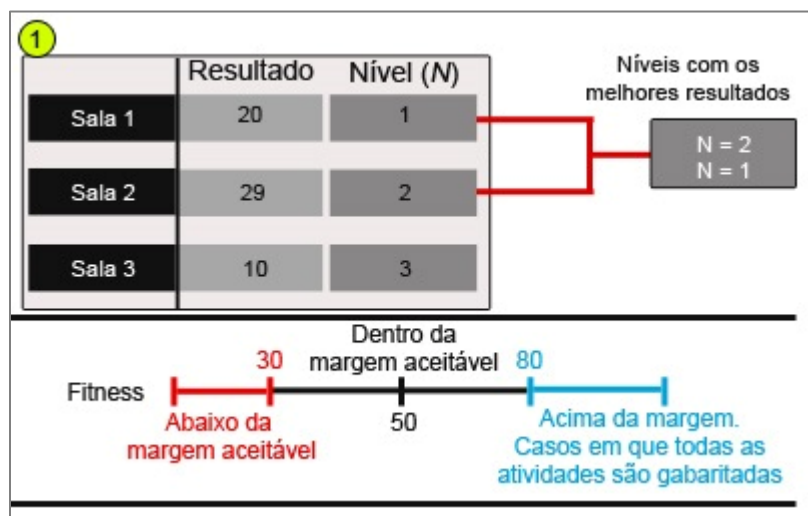 1
Resultado Nível (N)
Sala 1 20 1
Sala 2 29 2
Sala 3 10 3
Níveis com os
melhores resultados
N = 2
N = 1
Dentro da
margem aceitável
30
80
Fitness
50
Abaixo da
margem aceitável
Acima da margem.
Casos em que todas as
atividades são gabaritadas